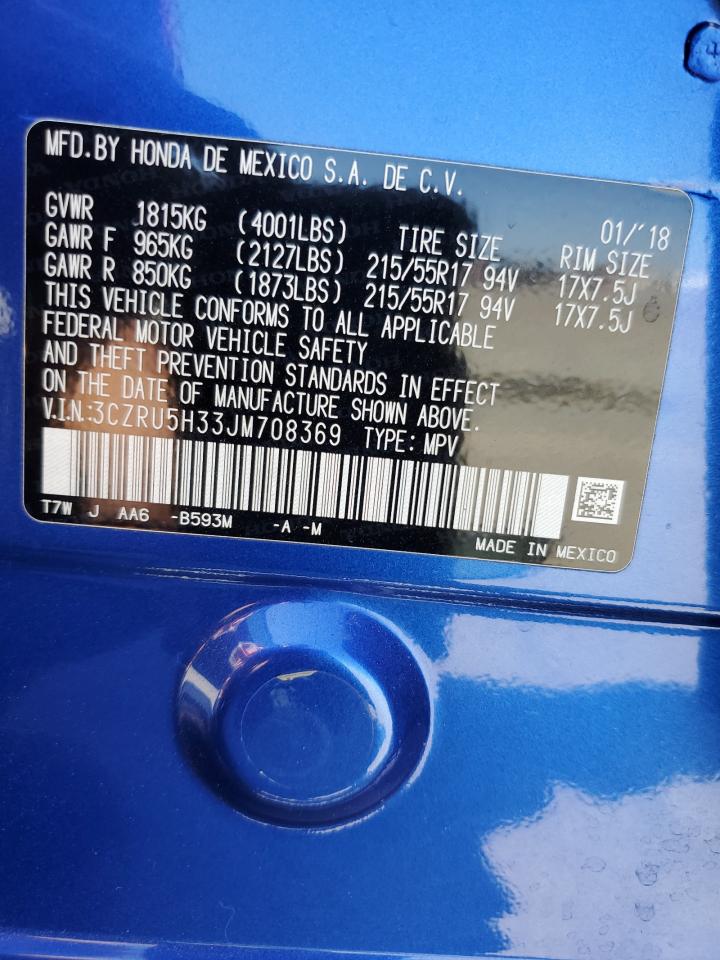 MFD.BY HONDA DE MEXICO S.A. DE C.V.
01/'18
GVWR 1815KG (4001LBS) TIRE SIZE RIM SIZE
GAWR F 965KG (2127LBS) 215/55R17 94V 17X7.5J
GAWR R 850KG (1873LBS) 215/55R17 94V 17X7.5J
THIS VEHICLE CONFORMS TO ALL APPLICABLE
FEDERAL MOTOR VEHICLE SAFETY
AND THEFT PREVENTION STANDARDS IN EFFECT
ON THE DATE OF MANUFACTURE SHOWN ABOVE.
V.I.N.:3CZRU5H33JM708369 TYPE: MPV
T7W J AA6 -B593M -A -M
MADE IN MEXICO